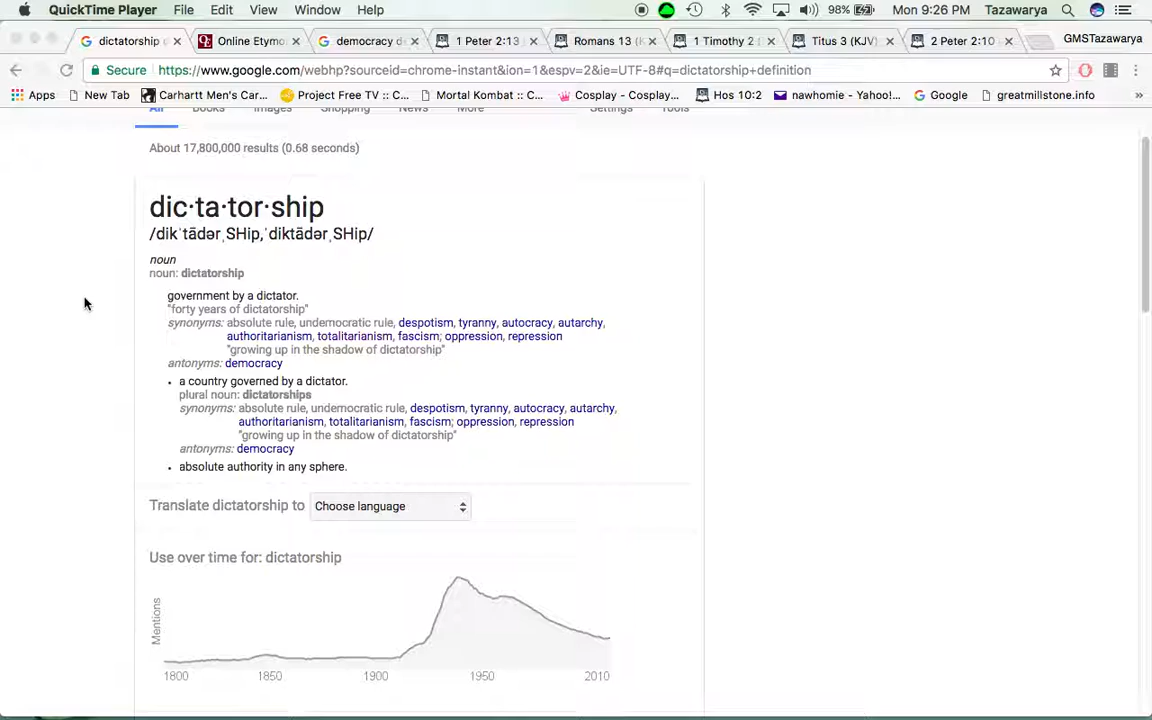 QuickTime Player File Edit View Window Help 98% Mon 9:26 PM Tazawarya
dictatorship Online Etymo democracy d 1 Peter 2:13 Romans 13 (K 1 Timothy 2 Titus 3 (KJV) 2 Peter 2:10 GMSTazawarya
Secure https://www.google.com/webhp?sourceid=chrome-instant&ion=1&espv=2&ie=UTF-8#q=dictatorship+definition
Apps New Tab Carhartt Men's Car... Project Free TV :: C... Mortal Kombat :: C... Cosplay - Cosplay... Hos 10:2 nawhomie - Yahoo!... Google greatmillstone.info »
All Books Images Shopping News More Settings Tools
About 17,800,000 results (0.68 seconds)
dic·ta·tor·ship
/dikˈtādərˌSHip,ˈdiktādərˌSHip/
noun
noun: dictatorship
government by a dictator.
"forty years of dictatorship"
synonyms: absolute rule, undemocratic rule, despotism, tyranny, autocracy, autarchy,
authoritarianism, totalitarianism, fascism; oppression, repression
"growing up in the shadow of dictatorship"
antonyms: democracy
• a country governed by a dictator.
plural noun: dictatorships
synonyms: absolute rule, undemocratic rule, despotism, tyranny, autocracy, autarchy,
authoritarianism, totalitarianism, fascism; oppression, repression
"growing up in the shadow of dictatorship"
antonyms: democracy
• absolute authority in any sphere.
Translate dictatorship to Choose language
Use over time for: dictatorship
Mentions
1800 1850 1900 1950 2010